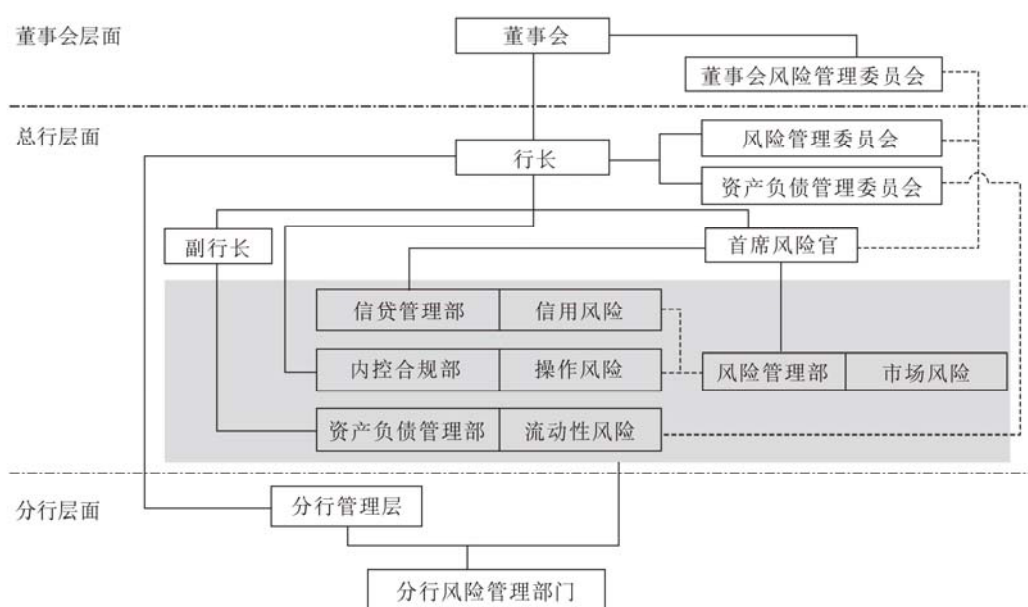 董事会层面
董事会
董事会风险管理委员会
总行层面
行长
风险管理委员会
资产负债管理委员会
副行长
首席风险官
信贷管理部
信用风险
内控合规部
操作风险
风险管理部
市场风险
资产负债管理部
流动性风险
分行层面
分行管理层
分行风险管理部门